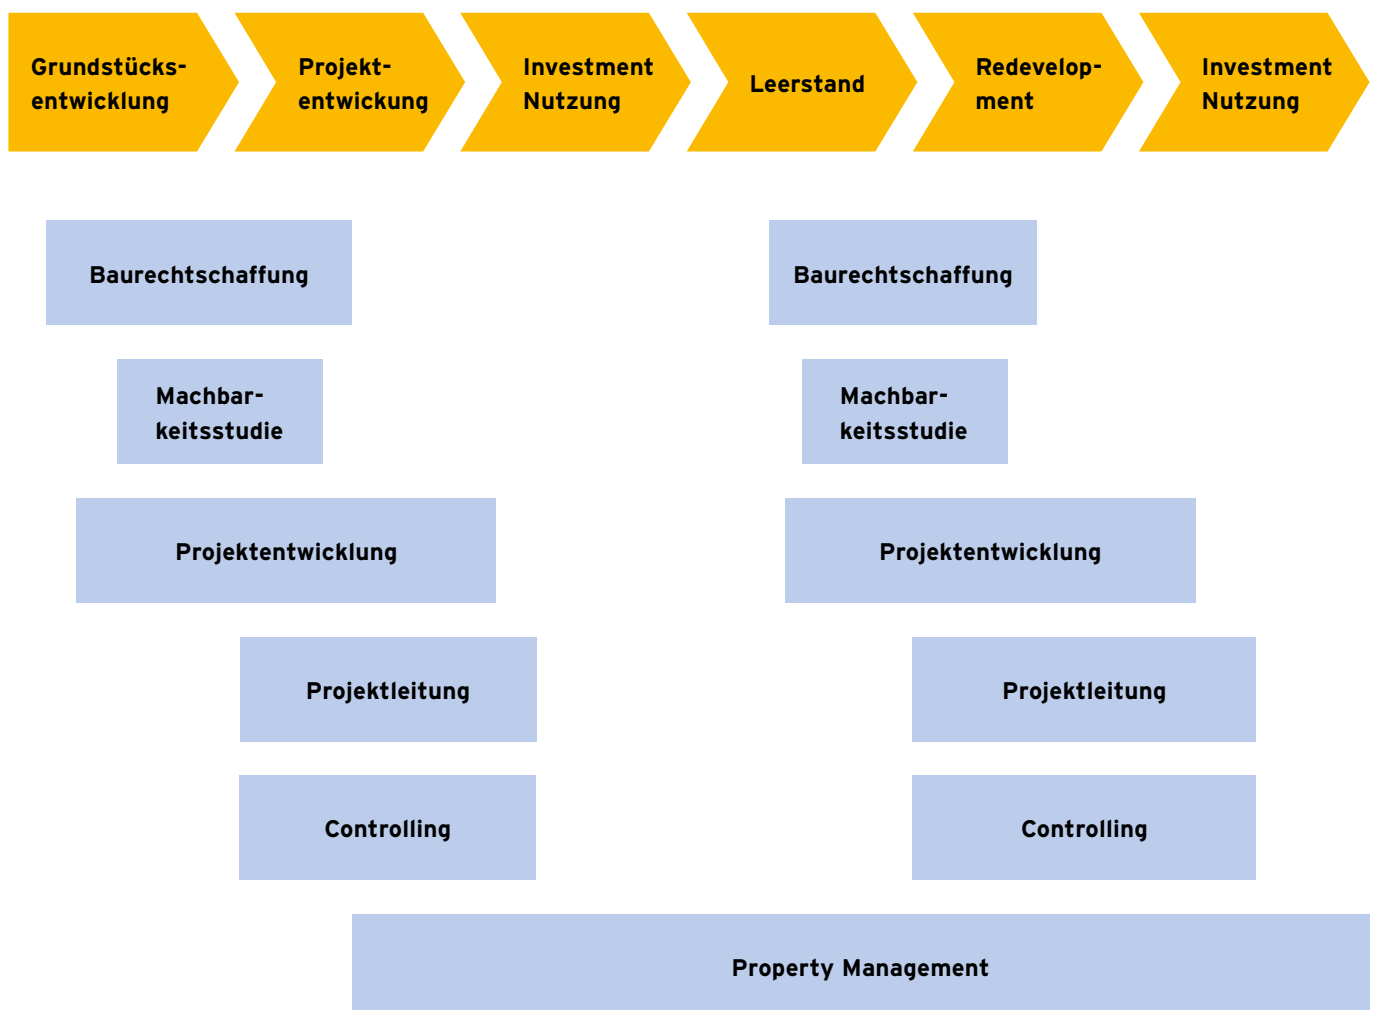 Grundstücks-
entwicklung
Projekt-
entwickung
Investment
Nutzung
Leerstand
Redevelop-
ment
Investment
Nutzung
Baurechtschaffung
Baurechtschaffung
Machbar-
keitsstudie
Machbar-
keitsstudie
Projektentwicklung
Projektentwicklung
Projektleitung
Projektleitung
Controlling
Controlling
Property Management